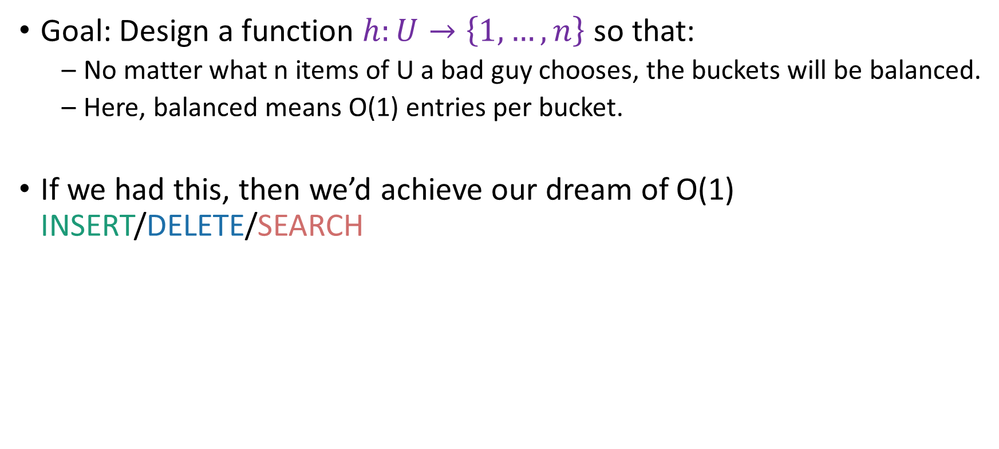 • Goal: Design a function h: U → {1, … , n} so that:
– No matter what n items of U a bad guy chooses, the buckets will be balanced.
– Here, balanced means O(1) entries per bucket.
• If we had this, then we’d achieve our dream of O(1)
INSERT/DELETE/SEARCH